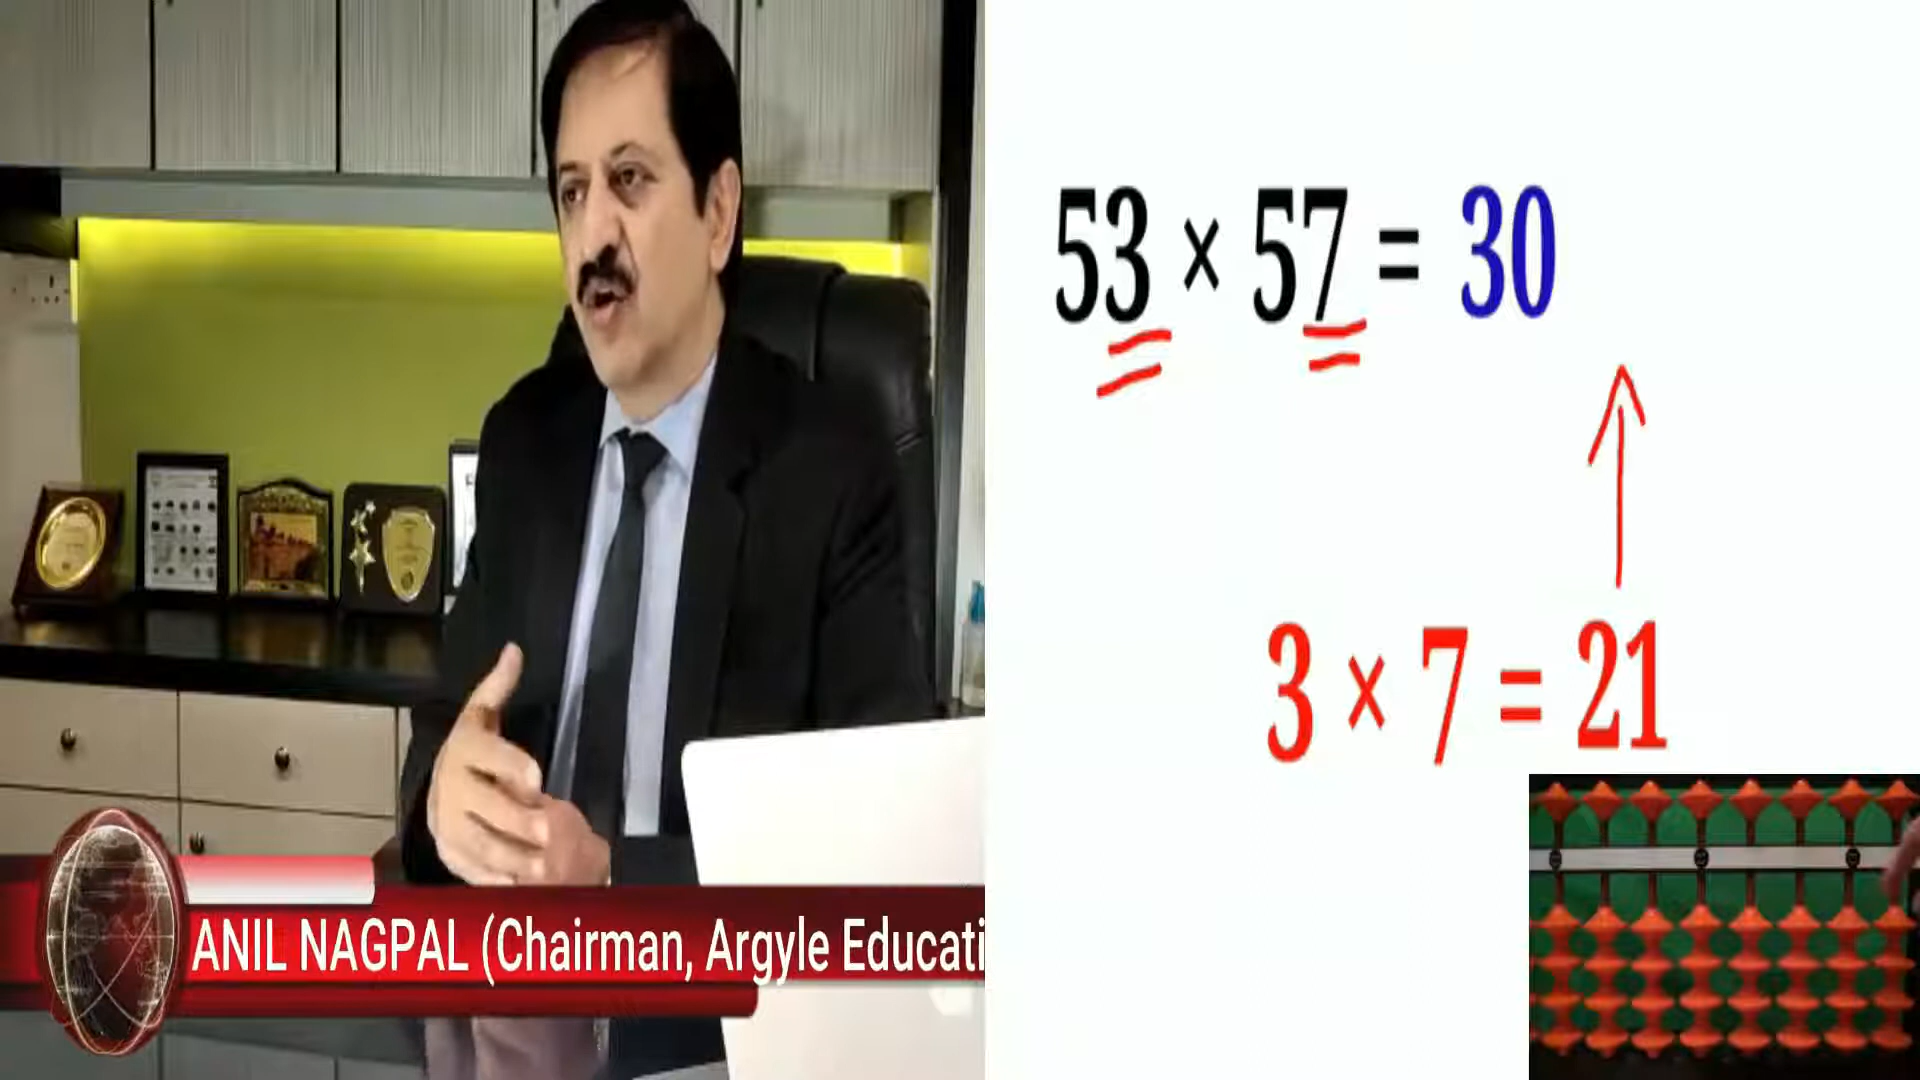 53 × 57 = 30
3 × 7 = 21
ANIL NAGPAL (Chairman, Argyle Educati